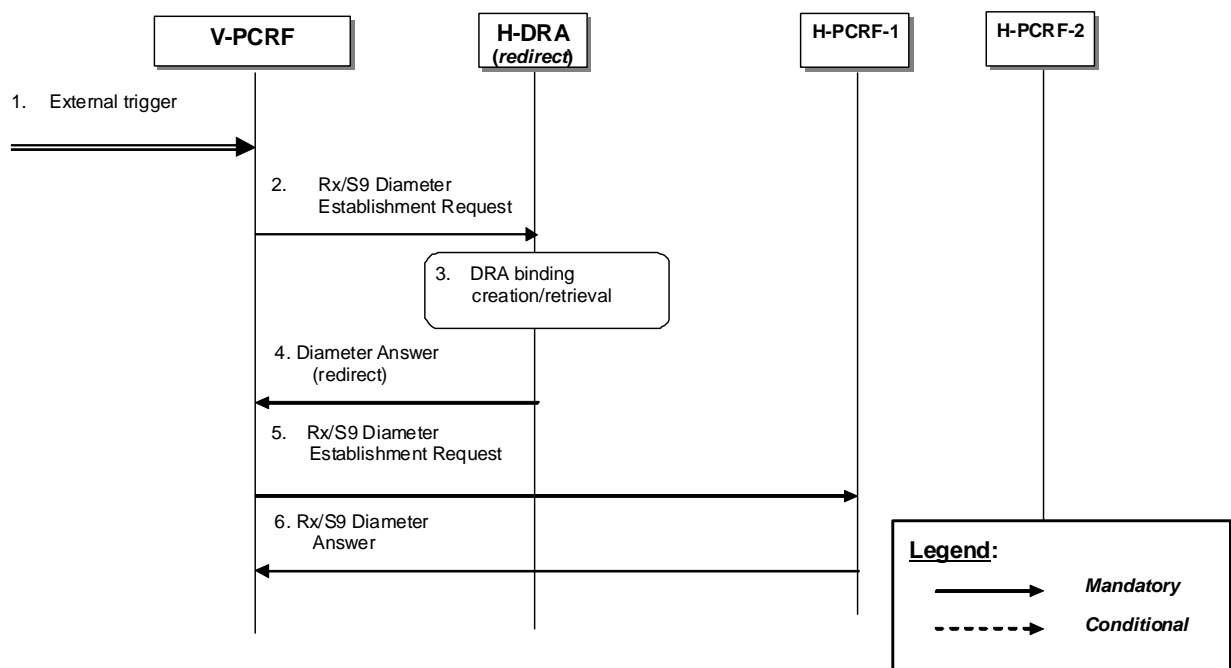 V-PCRF
H-DRA
(redirect)
H-PCRF-1
H-PCRF-2
1. External trigger
2. Rx/S9 Diameter
Establishment Request
3. DRA binding
creation/retrieval
4. Diameter Answer
(redirect)
5. Rx/S9 Diameter
Establishment Request
6. Rx/S9 Diameter
Answer
Legend:
Mandatory
Conditional